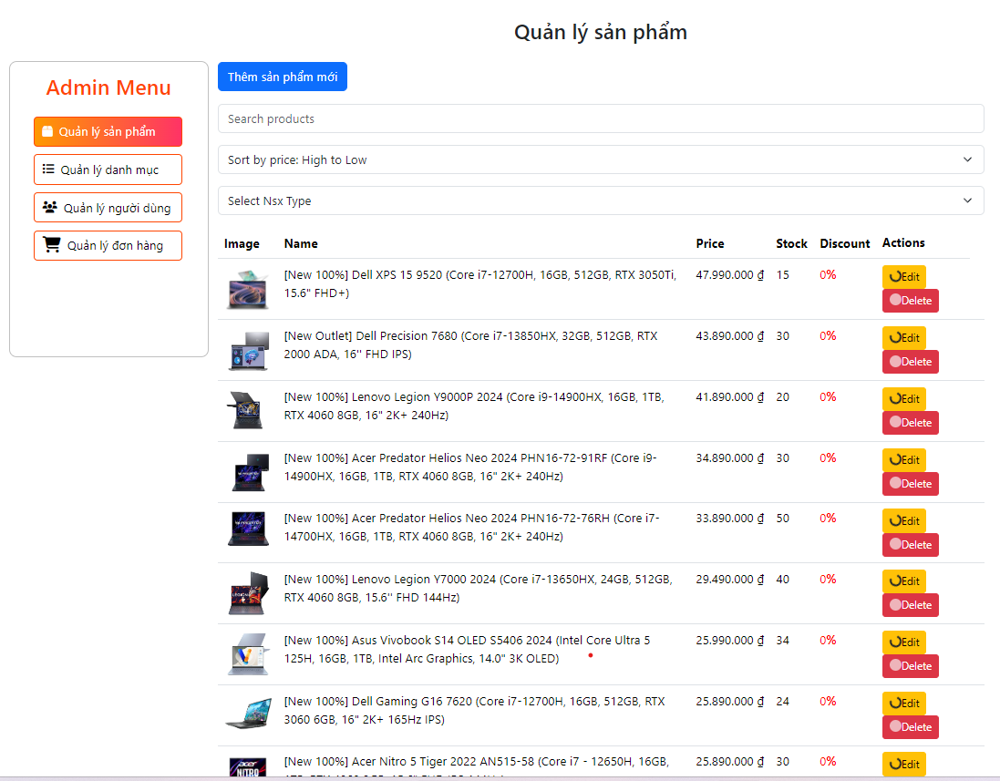 Quản lý sản phẩm
Admin Menu
Quản lý sản phẩm
Quản lý danh mục
Quản lý người dùng
Quản lý đơn hàng
Thêm sản phẩm mới
Search products
Sort by price: High to Low
Select Nsx Type
Image Name Price Stock Discount Actions
[New 100%] Dell XPS 15 9520 (Core i7-12700H, 16GB, 512GB, RTX 3050Ti, 47.990.000 ₫ 15 0% Edit
15.6" FHD+) Delete
[New Outlet] Dell Precision 7680 (Core i7-13850HX, 32GB, 512GB, RTX 43.890.000 ₫ 30 0% Edit
2000 ADA, 16'' FHD IPS) Delete
[New 100%] Lenovo Legion Y9000P 2024 (Core i9-14900HX, 16GB, 1TB, 41.890.000 ₫ 20 0% Edit
RTX 4060 8GB, 16" 2K+ 240Hz) Delete
[New 100%] Acer Predator Helios Neo 2024 PHN16-72-91RF (Core i9- 34.890.000 ₫ 30 0% Edit
14900HX, 16GB, 1TB, RTX 4060 8GB, 16" 2K+ 240Hz) Delete
[New 100%] Acer Predator Helios Neo 2024 PHN16-72-76RH (Core i7- 33.890.000 ₫ 50 0% Edit
14700HX, 16GB, 1TB, RTX 4060 8GB, 16" 2K+ 240Hz) Delete
[New 100%] Lenovo Legion Y7000 2024 (Core i7-13650HX, 24GB, 512GB, 29.490.000 ₫ 40 0% Edit
RTX 4060 8GB, 15.6'' FHD 144Hz) Delete
[New 100%] Asus Vivobook S14 OLED S5406 2024 (Intel Core Ultra 5 25.990.000 ₫ 34 0% Edit
125H, 16GB, 1TB, Intel Arc Graphics, 14.0" 3K OLED) Delete
[New 100%] Dell Gaming G16 7620 (Core i7-12700H, 16GB, 512GB, RTX 25.890.000 ₫ 24 0% Edit
3060 6GB, 16" 2K+ 165Hz IPS) Delete
[New 100%] Acer Nitro 5 Tiger 2022 AN515-58 (Core i7 - 12650H, 16GB, 25.890.000 ₫ 30 0% Edit
acer
NITRO